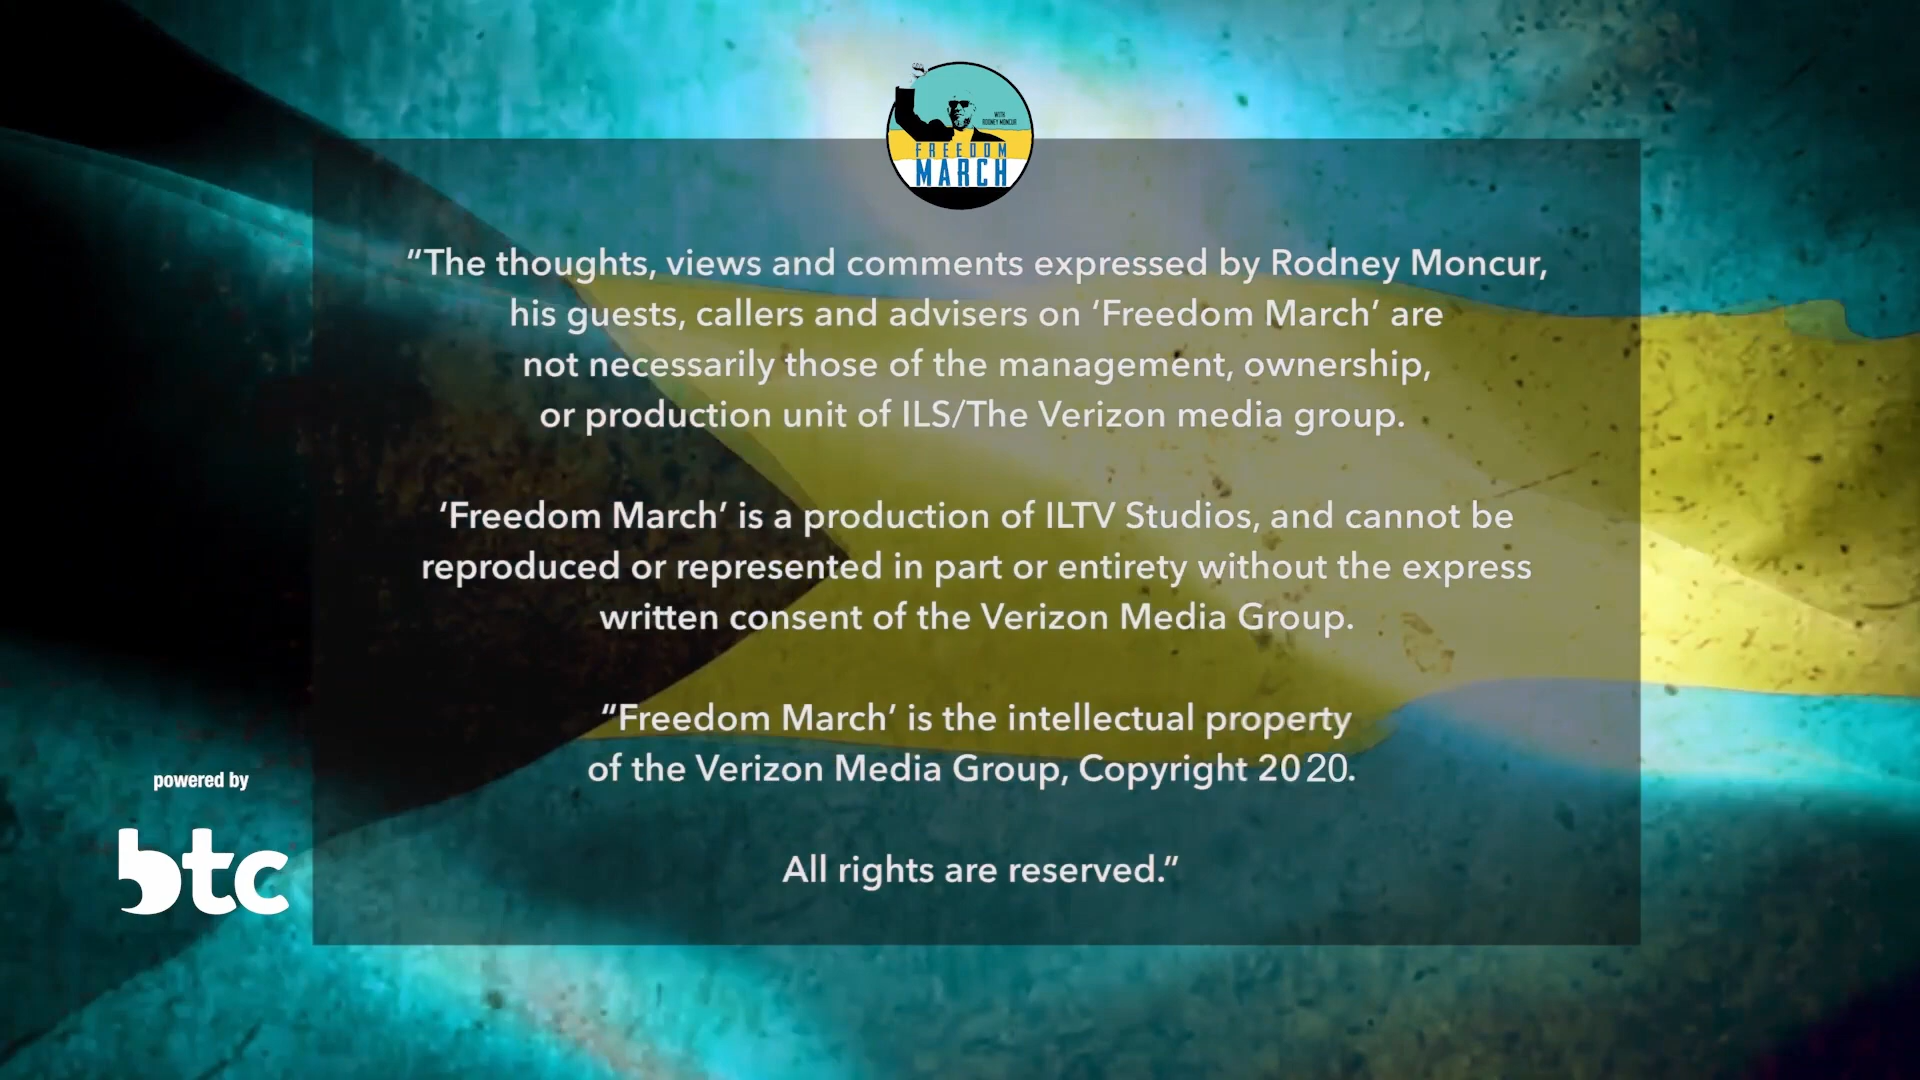 WITH
RODNEY MONCUR
FREEDOM
MARCH
“The thoughts, views and comments expressed by Rodney Moncur,
his guests, callers and advisers on ‘Freedom March’ are
not necessarily those of the management, ownership,
or production unit of ILS/The Verizon media group.
‘Freedom March’ is a production of ILTV Studios, and cannot be
reproduced or represented in part or entirety without the express
written consent of the Verizon Media Group.
“Freedom March’ is the intellectual property
of the Verizon Media Group, Copyright 2020.
All rights are reserved.”
powered by
btc